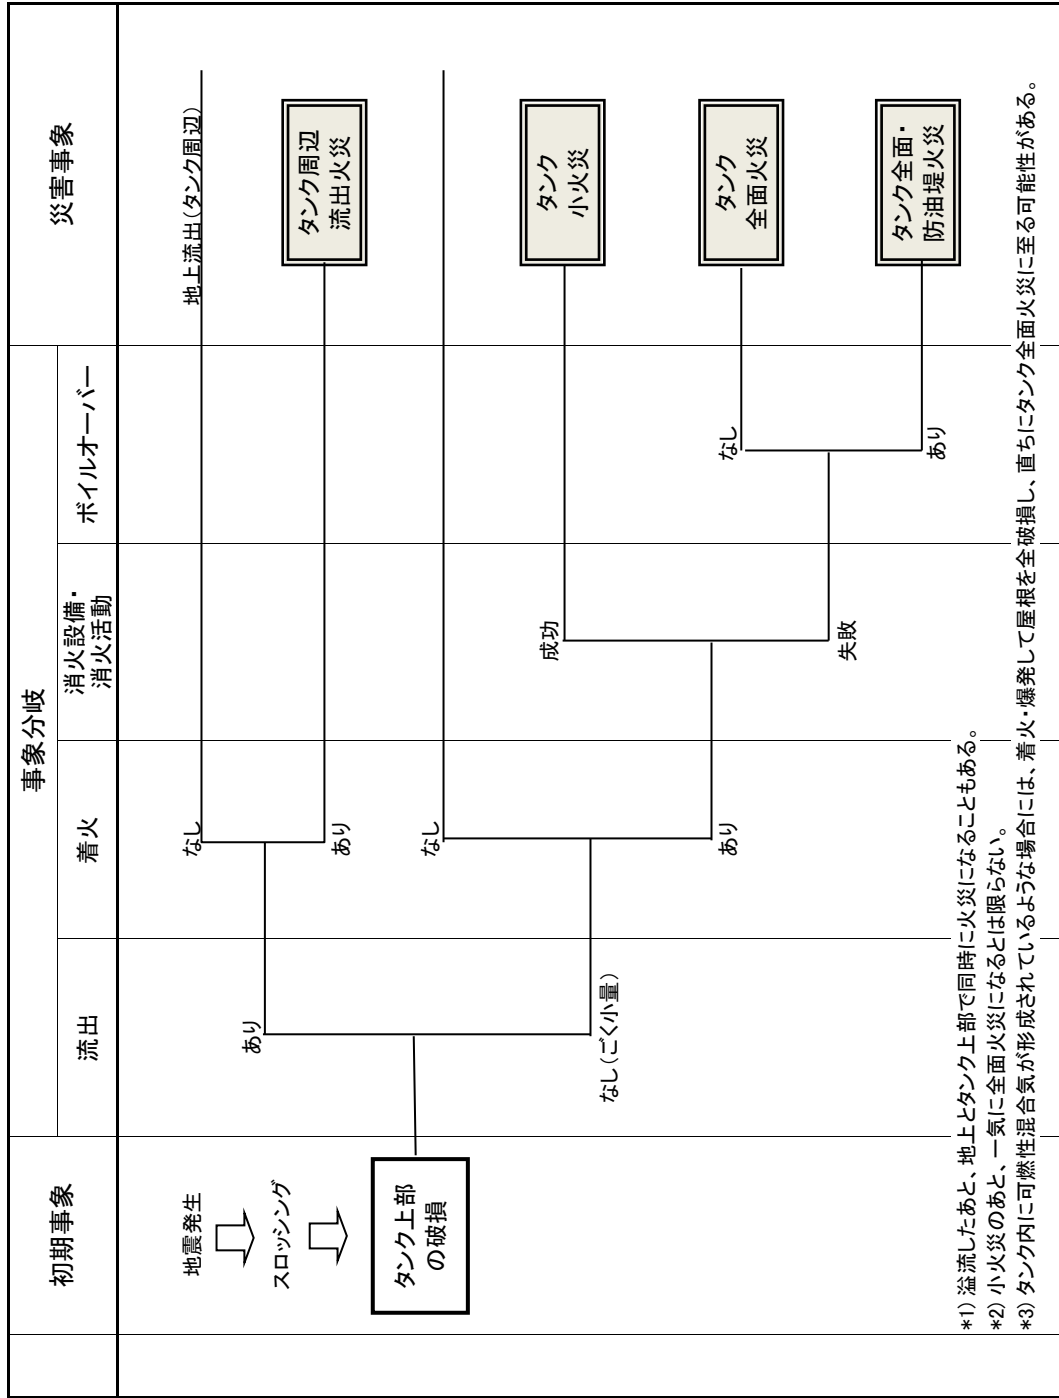 初期事象
事象分岐
災害事象
流出
着火
消火設備・
消火活動
ボイルオーバー
地震発生
スロッシング
タンク上部
の破損
あり
なし(ごく小量)
なし
あり
なし
あり
成功
失敗
なし
あり
地上流出(タンク周辺)
タンク周辺
流出火災
タンク
小火災
タンク
全面火災
タンク全面・
防油堤火災
*1) 溢流したあと、地上とタンク上部で同時に火災になることもある。
*2) 小火災のあと、一気に全面火災になるとは限らない。
*3) タンク内に可燃性混合気が形成されているような場合には、着火・爆発して屋根を全破損し、直ちにタンク全面火災に至る可能性がある。